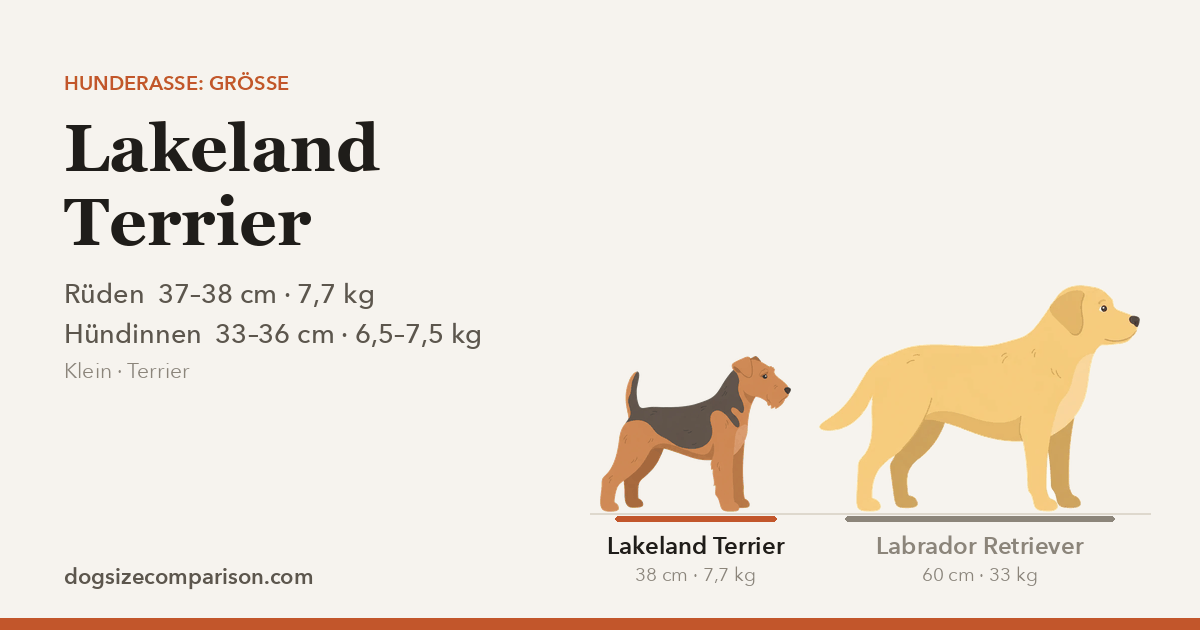 HUNDERASSE: GRÖSSE
Lakeland
Terrier
Rüden 37–38 cm · 7,7 kg
Hündinnen 33–36 cm · 6,5–7,5 kg
Klein · Terrier
Lakeland Terrier
38 cm · 7,7 kg
Labrador Retriever
60 cm · 33 kg
dogsizecomparison.com